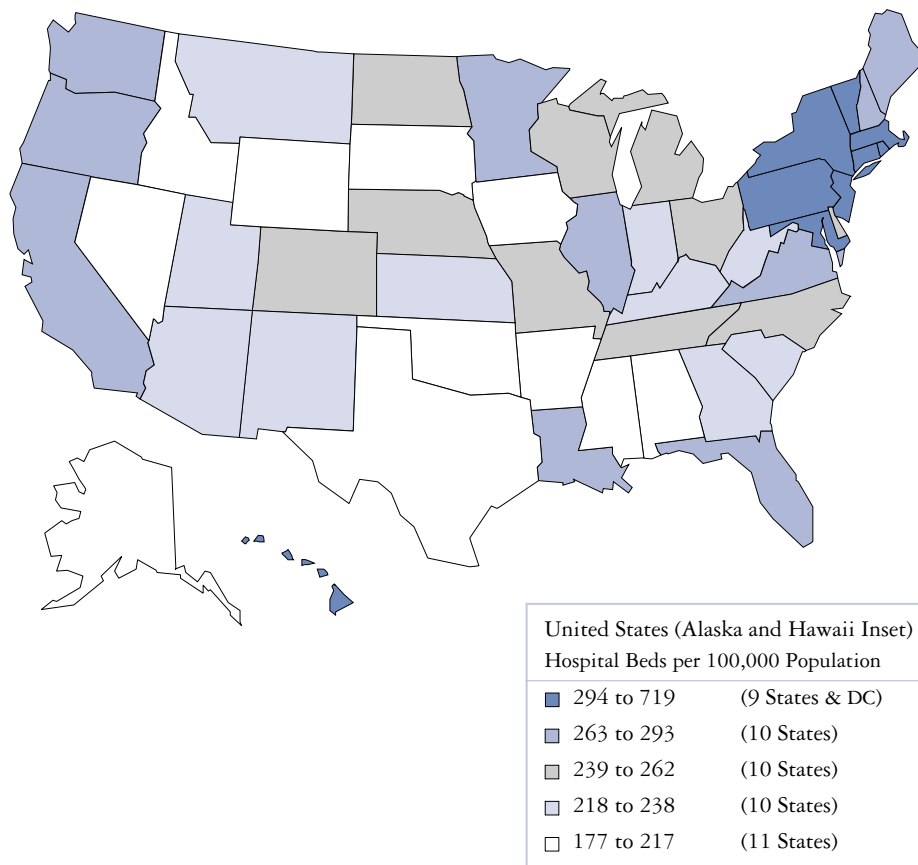 United States (Alaska and Hawaii Inset)
Hospital Beds per 100,000 Population
294 to 719 (9 States & DC)
263 to 293 (10 States)
239 to 262 (10 States)
218 to 238 (10 States)
177 to 217 (11 States)